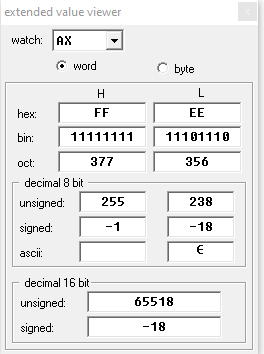 extended value viewer x
watch: AX
word byte
H L
hex: FF EE
bin: 11111111 11101110
oct: 377 356
decimal 8 bit
unsigned: 255 238
signed: -1 -18
ascii: ∈
decimal 16 bit
unsigned: 65518
signed: -18